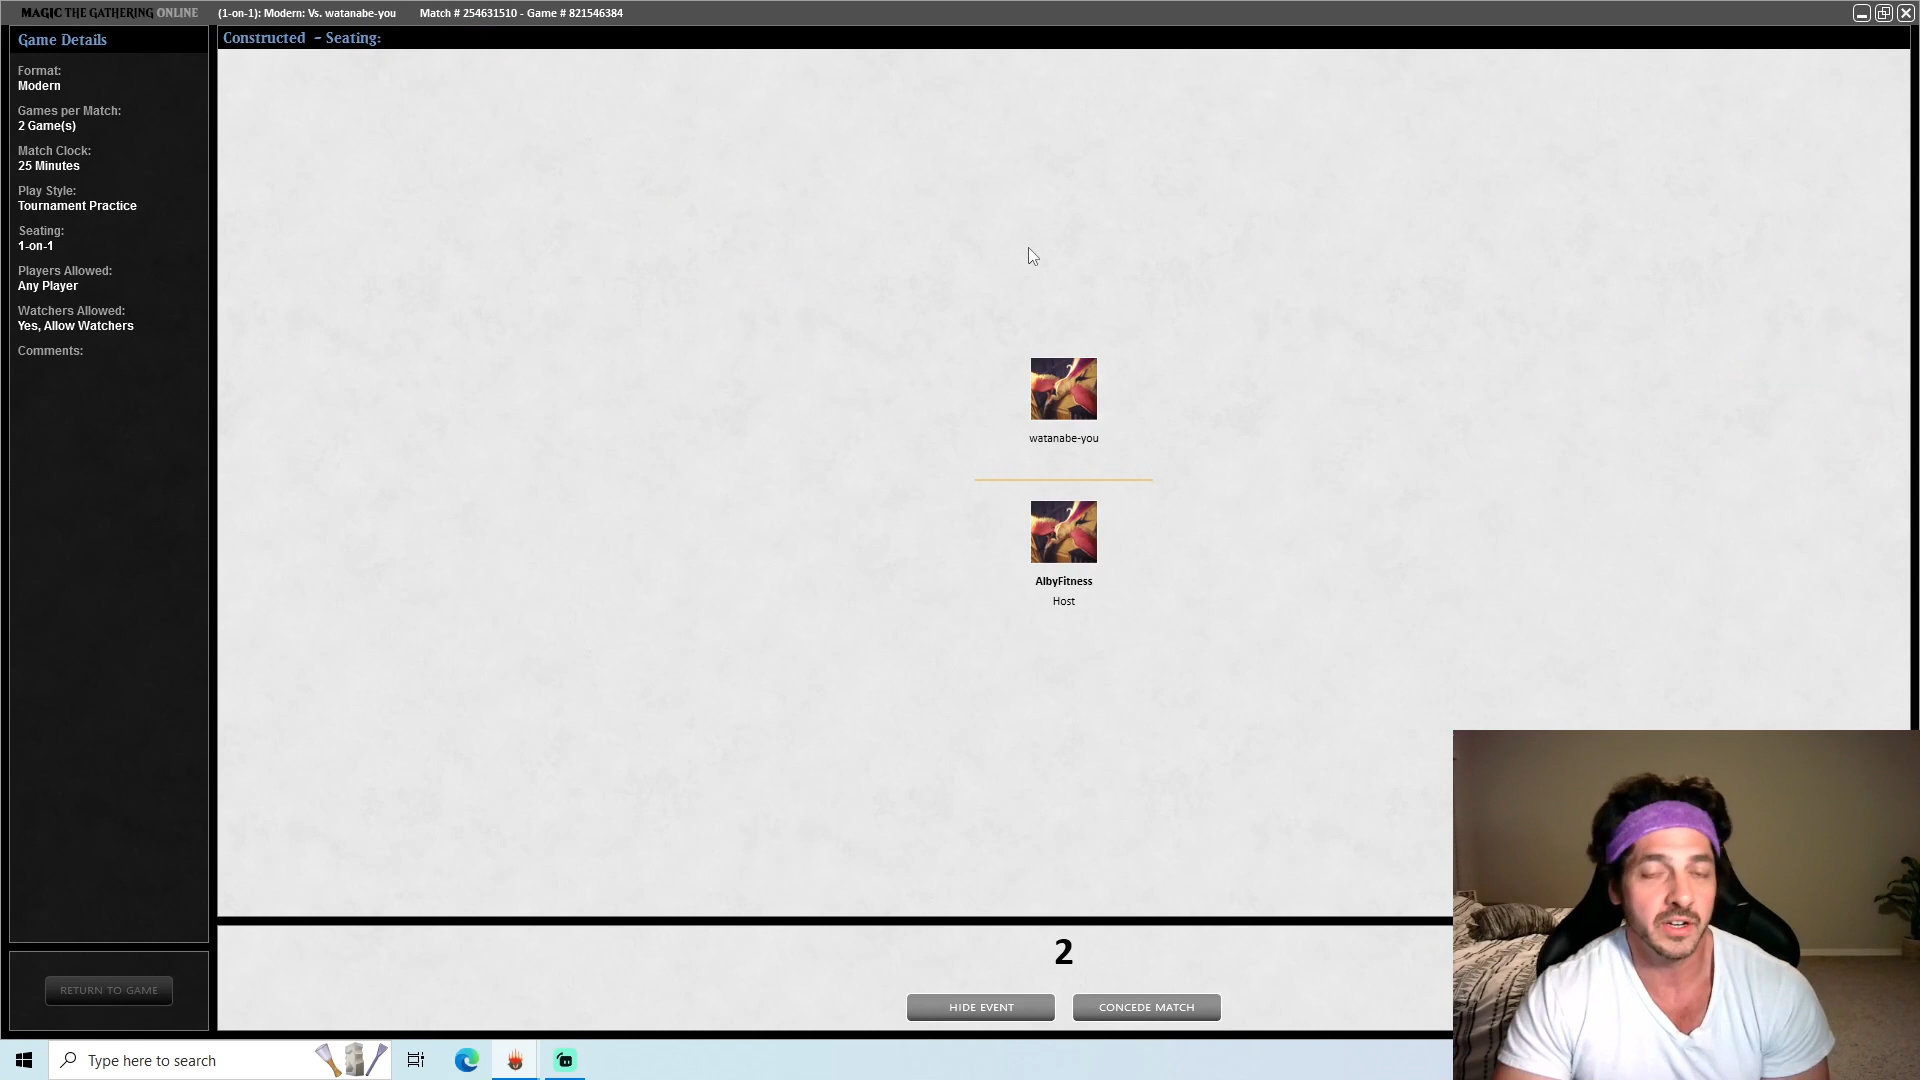 MAGIC THE GATHERING ONLINE (1-on-1): Modern: Vs. watanabe-you Match # 254631510 - Game # 821546384
Game Details
Format:
Modern
Games per Match:
2 Game(s)
Match Clock:
25 Minutes
Play Style:
Tournament Practice
Seating:
1-on-1
Players Allowed:
Any Player
Watchers Allowed:
Yes, Allow Watchers
Comments:
RETURN TO GAME
Constructed - Seating:
watanabe-you
AlbyFitness
Host
2
HIDE EVENT CONCEDE MATCH
Type here to search